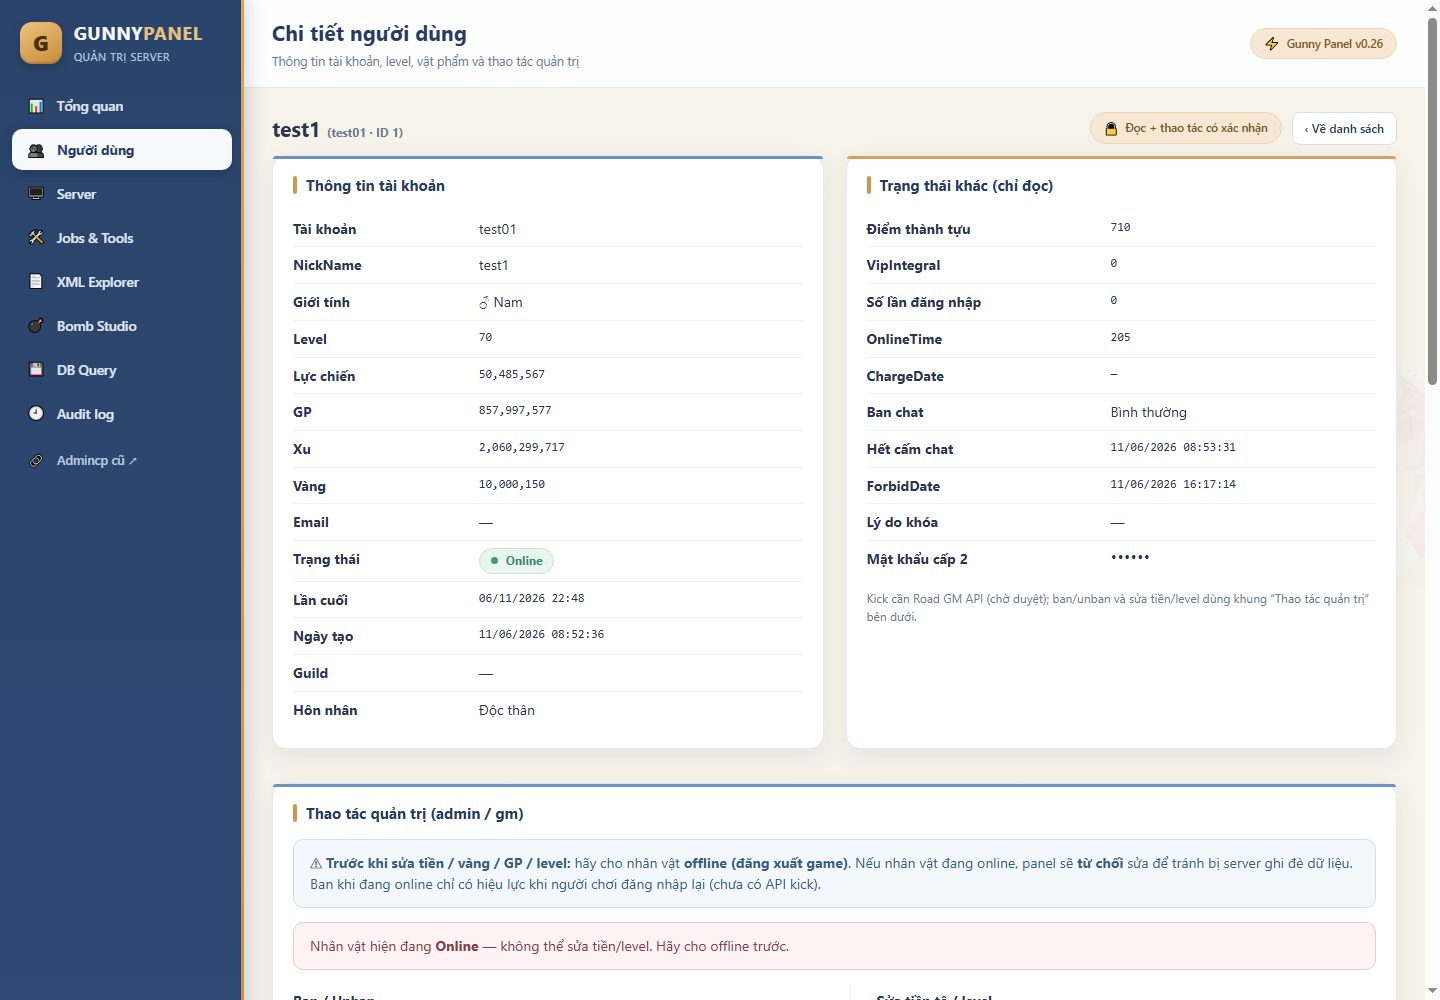 G
GUNNYPANEL
QUẢN TRỊ SERVER
Tổng quan
Người dùng
Server
Jobs & Tools
XML Explorer
Bomb Studio
DB Query
Audit log
Admincp cũ ↗
Chi tiết người dùng
Thông tin tài khoản, level, vật phẩm và thao tác quản trị
⚡ Gunny Panel v0.26
test1 (test01 · ID 1)
🔒 Đọc + thao tác có xác nhận
‹ Về danh sách
Thông tin tài khoản
Tài khoản test01
NickName test1
Giới tính ♂ Nam
Level 70
Lực chiến 50,485,567
GP 857,997,577
Xu 2,060,299,717
Vàng 10,000,150
Email —
Trạng thái Online
Lần cuối 06/11/2026 22:48
Ngày tạo 11/06/2026 08:52:36
Guild —
Hôn nhân Độc thân
Trạng thái khác (chỉ đọc)
Điểm thành tựu 710
VipIntegral 0
Số lần đăng nhập 0
OnlineTime 205
ChargeDate —
Ban chat Bình thường
Hết cấm chat 11/06/2026 08:53:31
ForbidDate 11/06/2026 16:17:14
Lý do khóa —
Mật khẩu cấp 2 ••••••
Kick cần Road GM API (chờ duyệt); ban/unban và sửa tiền/level dùng khung “Thao tác quản trị”
bên dưới.
Thao tác quản trị (admin / gm)
⚠ Trước khi sửa tiền / vàng / GP / level: hãy cho nhân vật offline (đăng xuất game). Nếu nhân vật đang online, panel sẽ từ chối sửa để tránh bị server ghi đè dữ liệu.
Ban khi đang online chỉ có hiệu lực khi người chơi đăng nhập lại (chưa có API kick).
Nhân vật hiện đang Online — không thể sửa tiền/level. Hãy cho offline trước.
Ban / Unban
Sửa tiền tệ / level